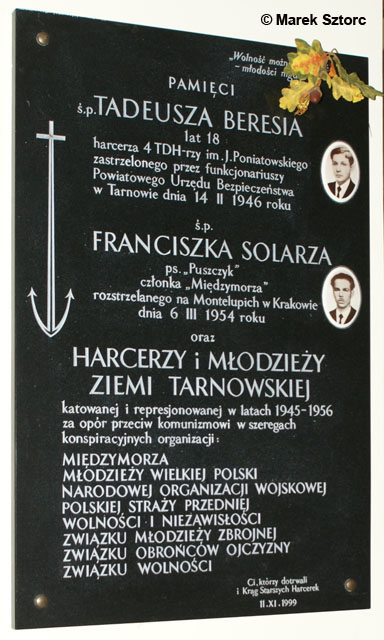 © Marek Sztorc
„Wolność możn
– młodości nigd
PAMIĘCI
ś.p. TADEUSZA BERESIA
lat 18
harcerza 4 TDH-rzy im. J. Poniatowskiego
zastrzelonego przez funkcjonariuszy
Powiatowego Urzędu Bezpieczeństwa
w Tarnowie dnia 14 II 1946 roku
ś.p.
FRANCISZKA SOLARZA
ps. „Puszczyk”
członka „Międzymorza”
rozstrzelanego na Montelupich w Krakowie
dnia 6 III 1954 roku
oraz
HARCERZY i MŁODZIEŻY
ZIEMI TARNOWSKIEJ
katowanej i represjonowanej w latach 1945–1956
za opór przeciw komunizmowi w szeregach
konspiracyjnych organizacji:
MIĘDZYMORZA
MŁODZIEŻY WIELKIEJ POLSKI
NARODOWEJ ORGANIZACJI WOJSKOWEJ
POLSKIEJ STRAŻY PRZEDNIEJ
WOLNOŚCI I NIEZAWISŁOŚCI
ZWIĄZKU MŁODZIEŻY ZBROJNEJ
ZWIĄZKU OBROŃCÓW OJCZYZNY
ZWIĄZKU WOLNOŚCI
Ci, którzy dotrwali
i Krąg Starszych Harcerek
11.XI.1999